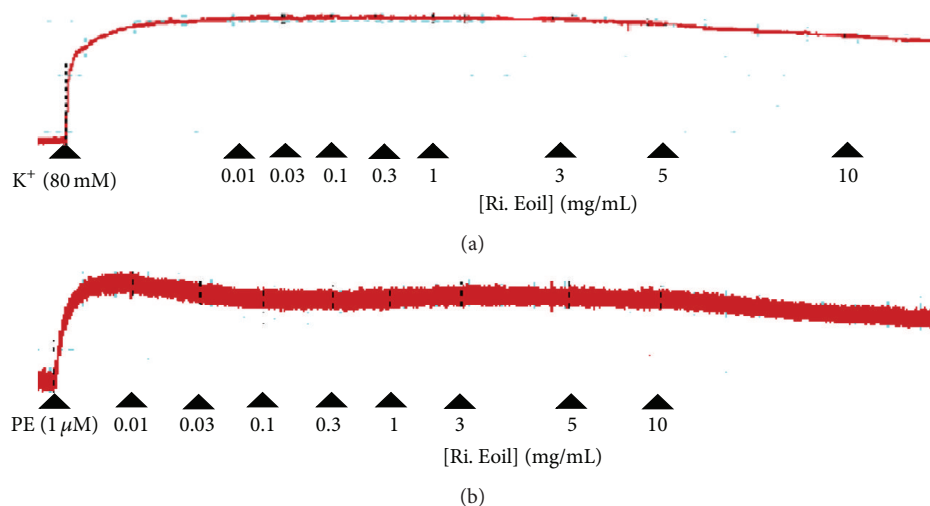 K⁺ (80 mM) 0.01 0.03 0.1 0.3 1 3 5 10
[Ri. Eoil] (mg/mL)
(a)
PE (1 μM) 0.01 0.03 0.1 0.3 1 3 5 10
[Ri. Eoil] (mg/mL)
(b)